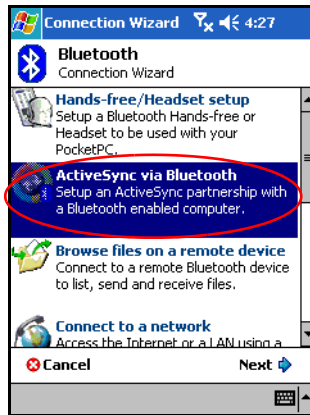 Connection Wizard 4:27
Bluetooth
Connection Wizard
Hands-free/Headset setup
Setup a Bluetooth Hands-free or
Headset to be used with your
PocketPC.
ActiveSync via Bluetooth
Setup an ActiveSync partnership with
a Bluetooth enabled computer.
Browse files on a remote device
Connect to a remote Bluetooth device
to list, send and receive files.
Connect to a network
Access the Internet or a LAN using a
Cancel Next